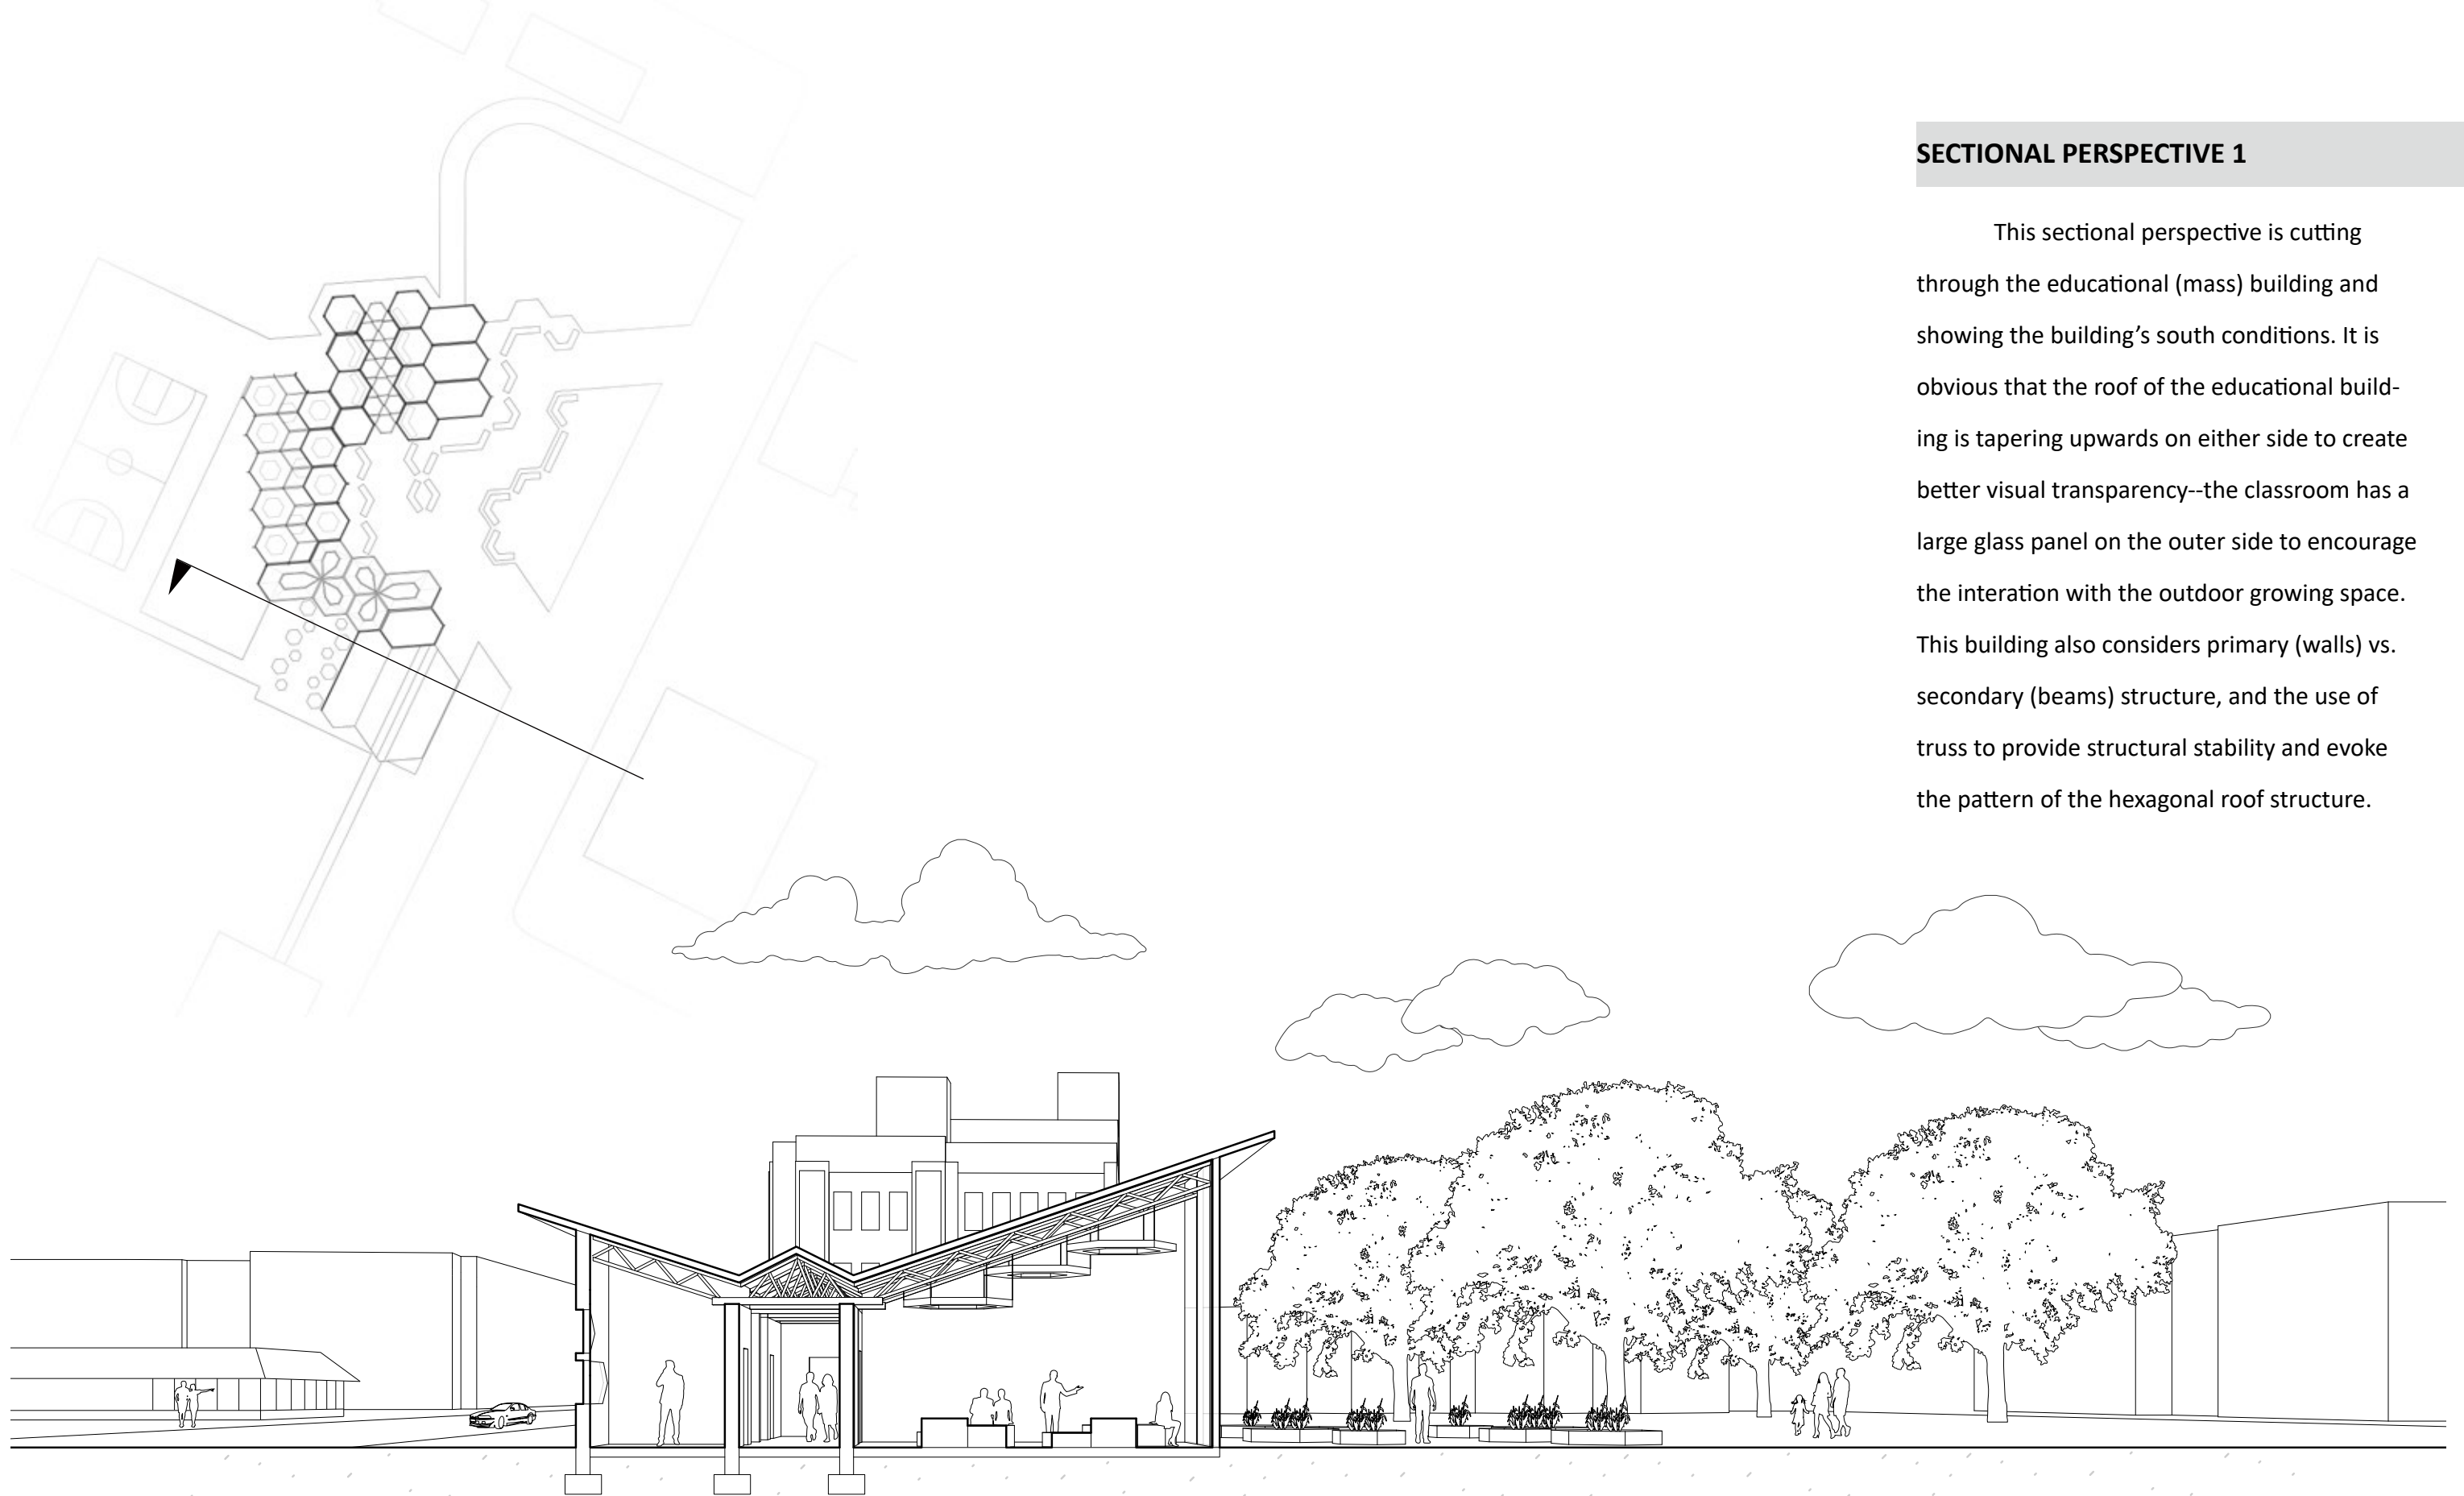 SECTIONAL PERSPECTIVE 1
This sectional perspective is cutting
through the educational (mass) building and
showing the building’s south conditions. It is
obvious that the roof of the educational build-
ing is tapering upwards on either side to create
better visual transparency--the classroom has a
large glass panel on the outer side to encourage
the interation with the outdoor growing space.
This building also considers primary (walls) vs.
secondary (beams) structure, and the use of
truss to provide structural stability and evoke
the pattern of the hexagonal roof structure.